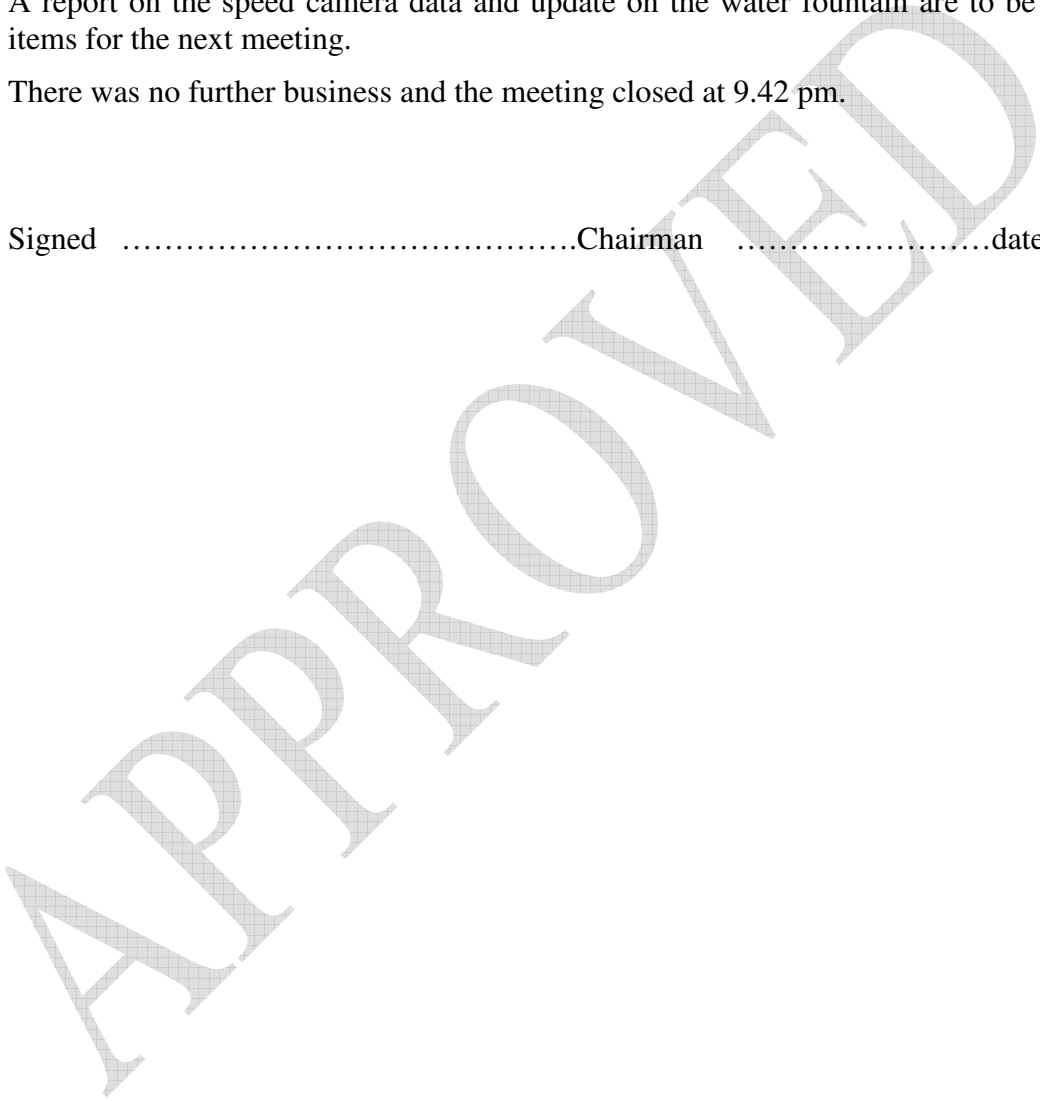 A report on the speed camera data and update on the water fountain are to be
items for the next meeting.
There was no further business and the meeting closed at 9.42 pm.
Signed ……………………………………Chairman ……………………date
APPROVED